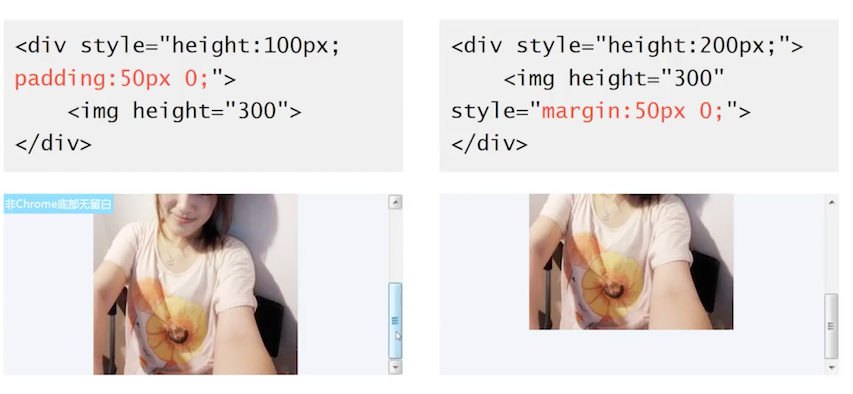 <div style="height:100px;
padding:50px 0;">
    <img height="300">
</div>
<div style="height:200px;">
    <img height="300"
style="margin:50px 0;">
</div>
非Chrome底部无留白